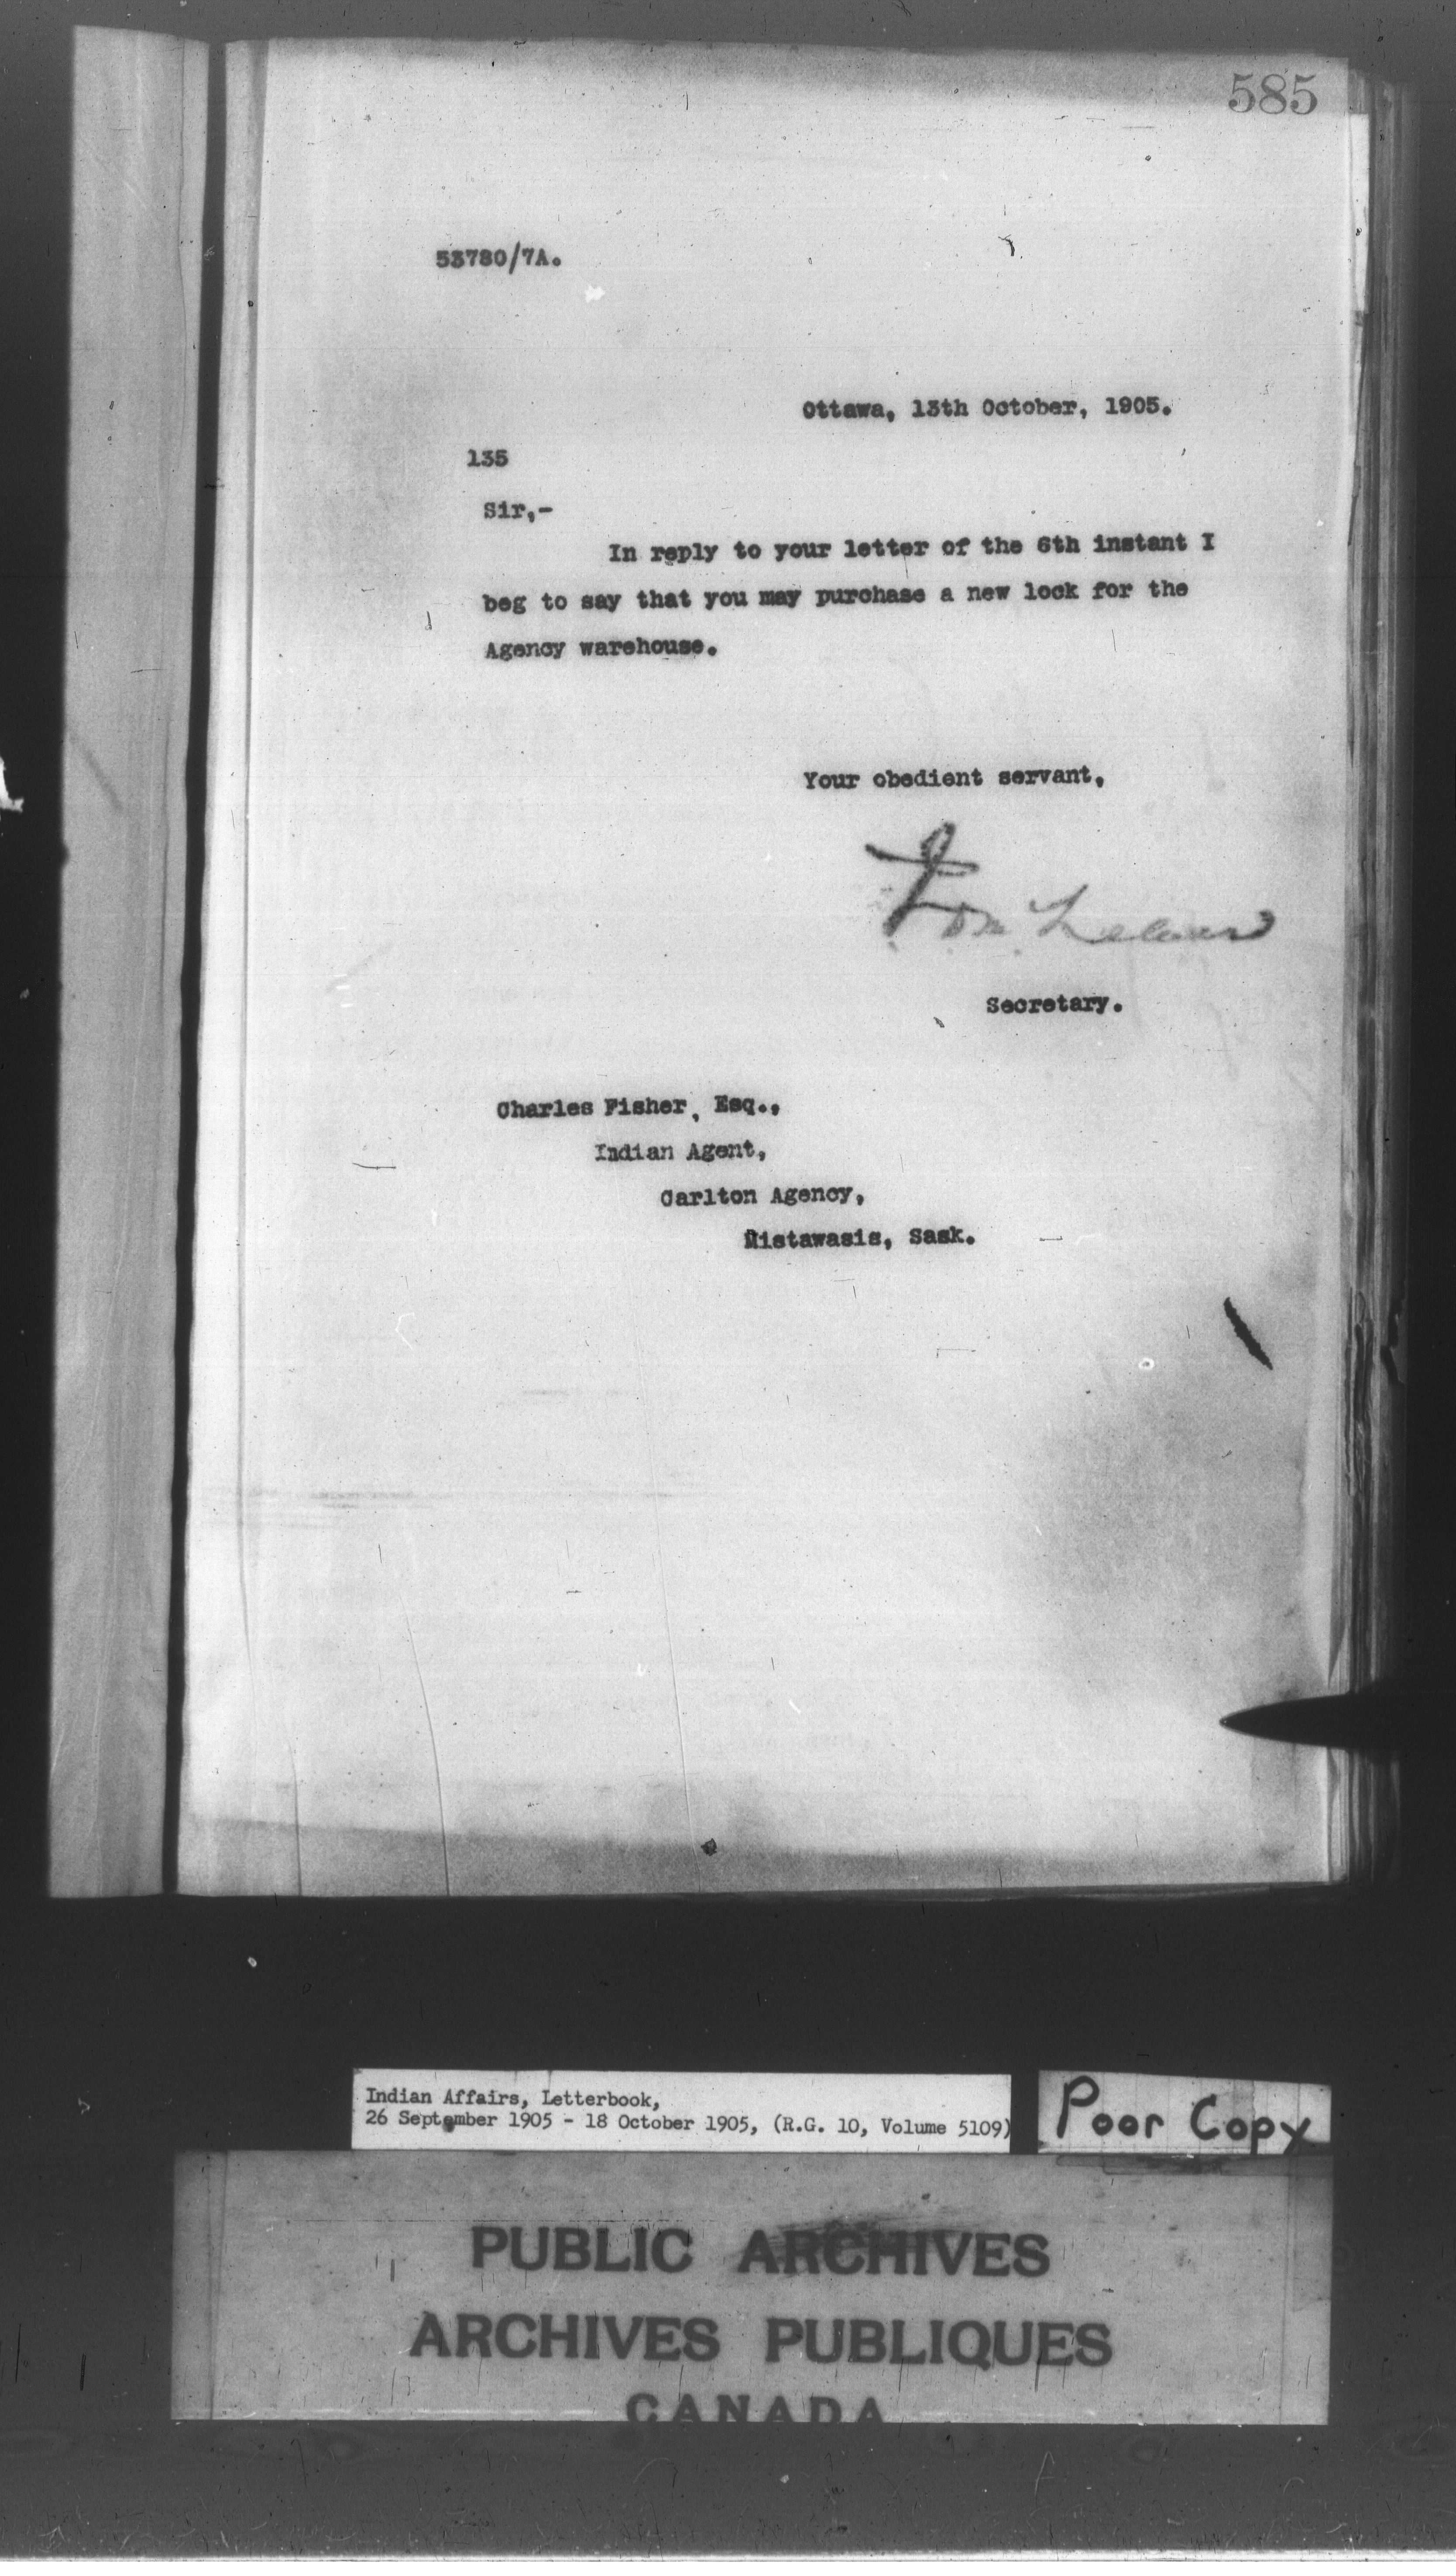 585
53780/7A.
Ottawa, 13th October, 1905.
135
Sir,-
In reply to your letter of the 6th instant I
beg to say that you may purchase a new lock for the
Agency warehouse.
Your obedient servant,
Secretary.
Charles Fisher, Esq.,
Indian Agent,
Carlton Agency,
Mistawasis, Sask.
Indian Affairs, Letterbook,
26 September 1905 - 18 October 1905, (R.G. 10, Volume 5109)
Poor Copy
PUBLIC ARCHIVES
ARCHIVES PUBLIQUES
CANADA